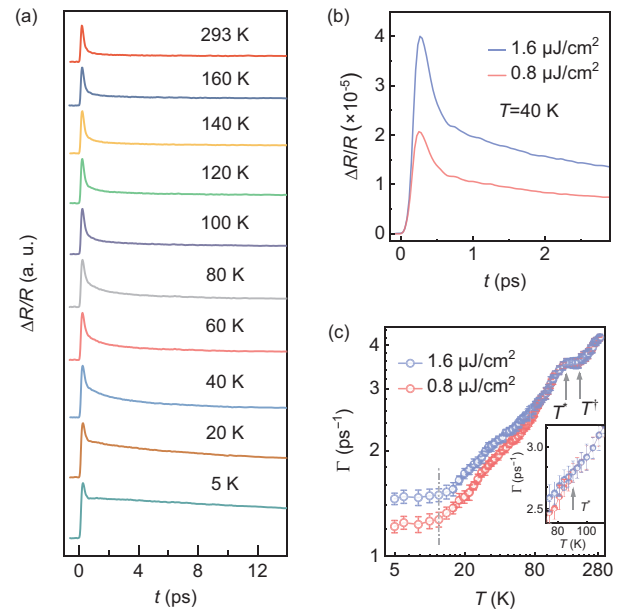 (a)
293 K
160 K
140 K
120 K
100 K
80 K
60 K
40 K
20 K
5 K
ΔR/R (a. u.)
0 4 8 12
t (ps)
(b)
1.6 μJ/cm²
0.8 μJ/cm²
T=40 K
ΔR/R (×10⁻⁵)
4
3
2
1
0
0 1 2
t (ps)
(c)
1.6 μJ/cm²
0.8 μJ/cm²
T* T†
Γ (ps⁻¹)
4
3
2
1
5 20 80 280
T (K)
Γ (ps⁻¹)
3.0
2.5
T*
80 100
T (K)